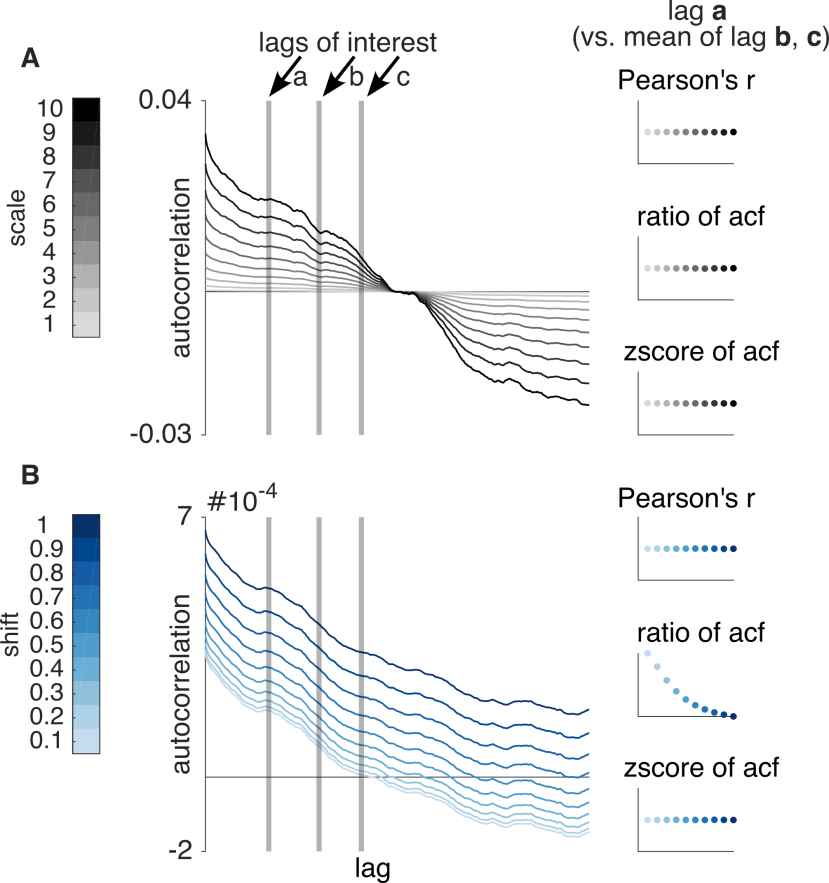 lag a
(vs. mean of lag b, c)
A
lags of interest
a b c
Pearson's r
0.04
10
9
8
7
6
5
4
3
2
1
scale
autocorrelation
-0.03
ratio of acf
zscore of acf
B
#10-4
7
1
0.9
0.8
0.7
0.6
0.5
0.4
0.3
0.2
0.1
shift
autocorrelation
-2
lag
Pearson's r
ratio of acf
zscore of acf